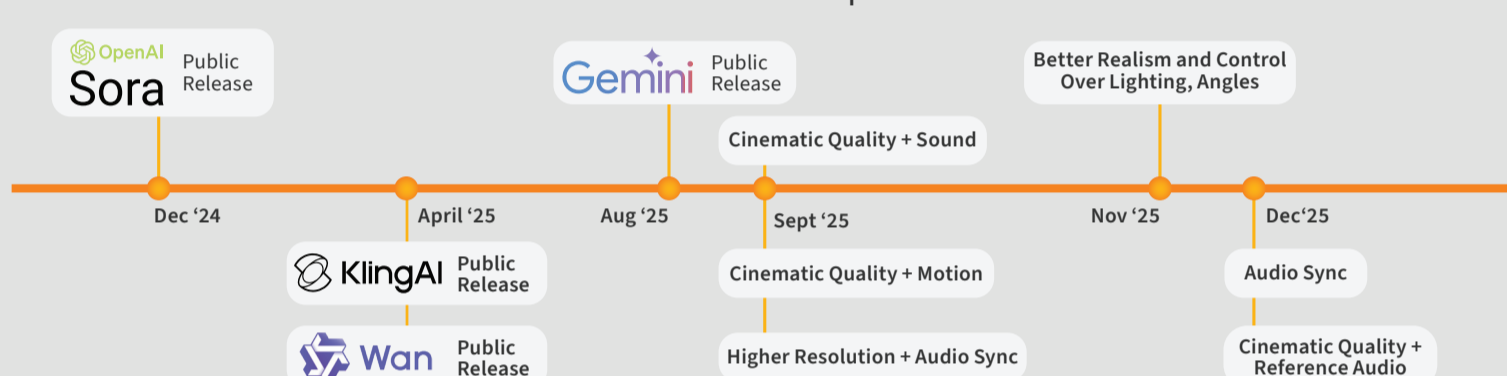 OpenAI
Sora
Public
Release
Gemini
Public
Release
Better Realism and Control
Over Lighting, Angles
Cinematic Quality + Sound
Dec ‘24
April ‘25
Aug ‘25
Sept ‘25
Nov ‘25
Dec‘25
KlingAI
Public
Release
Cinematic Quality + Motion
Audio Sync
Wan
Public
Release
Higher Resolution + Audio Sync
Cinematic Quality +
Reference Audio